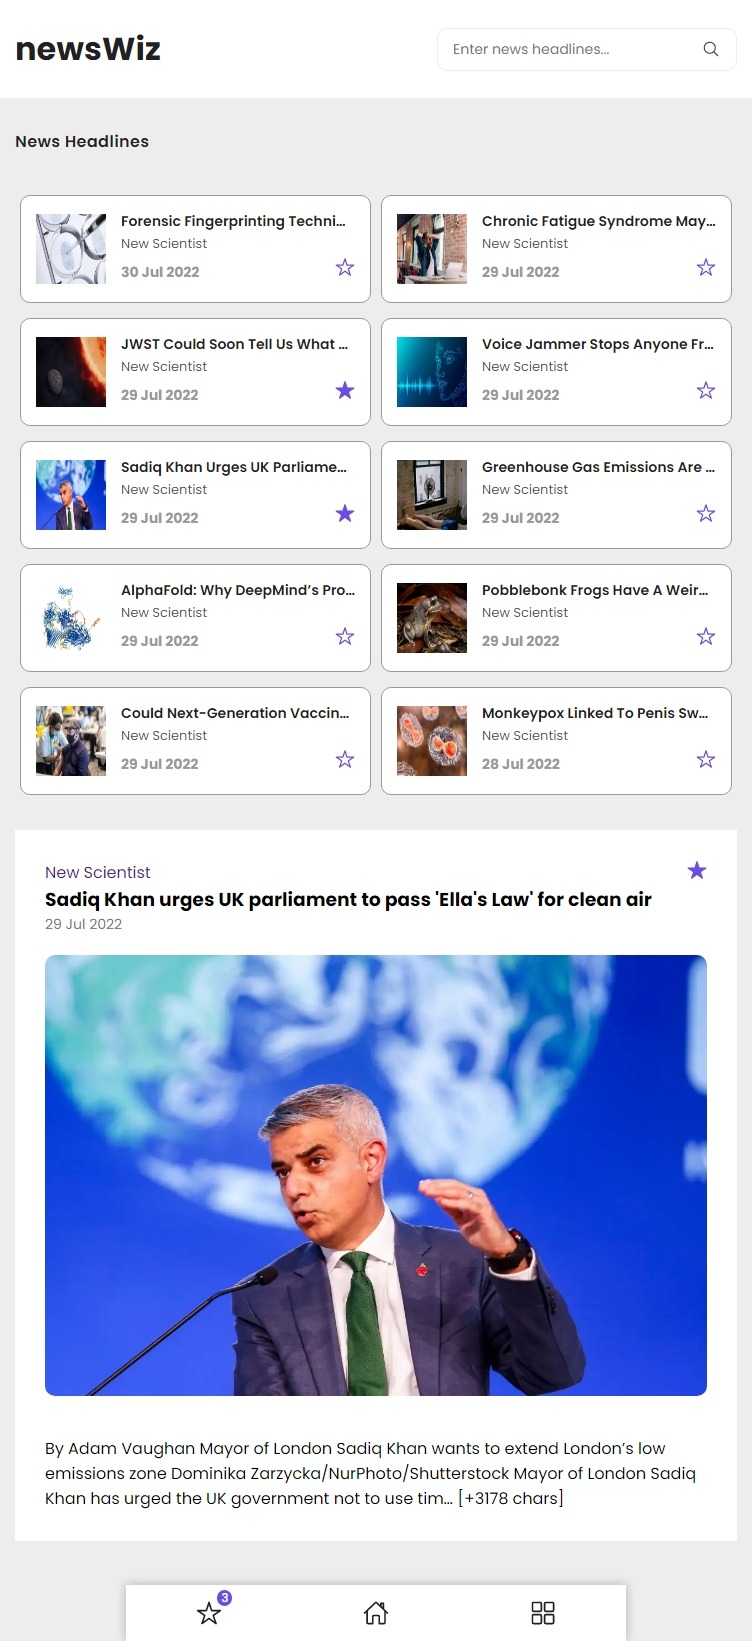 newsWiz
Enter news headlines...
News Headlines
Forensic Fingerprinting Techni...
New Scientist
30 Jul 2022
Chronic Fatigue Syndrome May...
New Scientist
29 Jul 2022
JWST Could Soon Tell Us What ...
New Scientist
29 Jul 2022
Voice Jammer Stops Anyone Fr...
New Scientist
29 Jul 2022
Sadiq Khan Urges UK Parliame...
New Scientist
29 Jul 2022
Greenhouse Gas Emissions Are ...
New Scientist
29 Jul 2022
AlphaFold: Why DeepMind’s Pro...
New Scientist
29 Jul 2022
Pobblebonk Frogs Have A Weir...
New Scientist
29 Jul 2022
Could Next-Generation Vaccin...
New Scientist
29 Jul 2022
Monkeypox Linked To Penis Sw...
New Scientist
28 Jul 2022
New Scientist
Sadiq Khan urges UK parliament to pass 'Ella's Law' for clean air
29 Jul 2022
By Adam Vaughan Mayor of London Sadiq Khan wants to extend London’s low
emissions zone Dominika Zarzycka/NurPhoto/Shutterstock Mayor of London Sadiq
Khan has urged the UK government not to use tim… [+3178 chars]
3